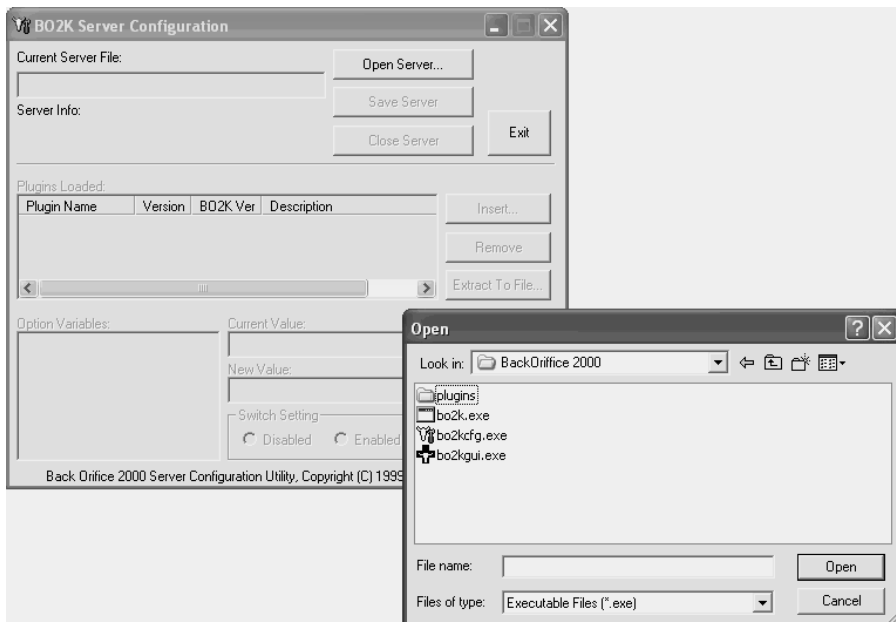 BO2K Server Configuration
Current Server File:
Open Server...
Save Server
Server Info:
Close Server
Exit
Plugins Loaded:
Plugin Name Version BO2K Ver Description
Insert...
Remove
Extract To File...
Option Variables:
Current Value:
New Value:
Switch Setting
Disabled Enabled
Back Orifice 2000 Server Configuration Utility, Copyright (C) 1999
Open
Look in: BackOriffice 2000
plugins
bo2k.exe
bo2kcfg.exe
bo2kgui.exe
File name:
Open
Files of type: Executable Files (*.exe)
Cancel